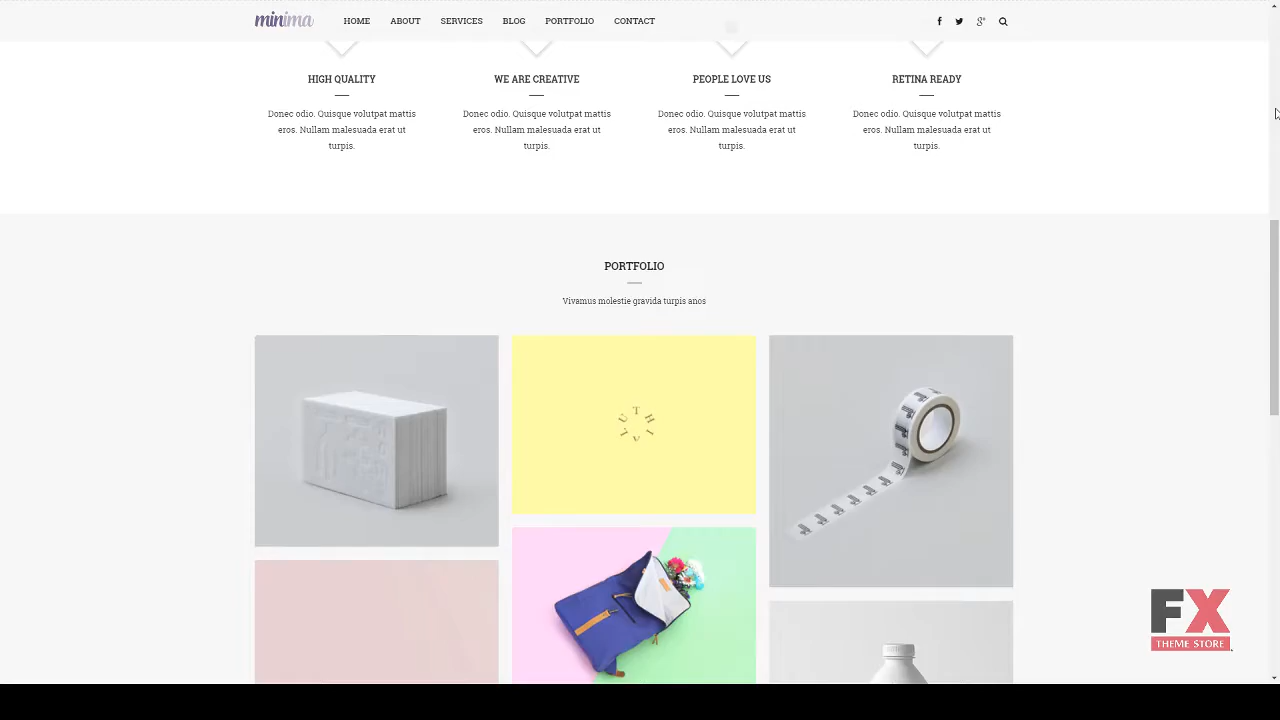 minima
HOME ABOUT SERVICES BLOG PORTFOLIO CONTACT
HIGH QUALITY
Donec odio. Quisque volutpat mattis
eros. Nullam malesuada erat ut
turpis.
WE ARE CREATIVE
Donec odio. Quisque volutpat mattis
eros. Nullam malesuada erat ut
turpis.
PEOPLE LOVE US
Donec odio. Quisque volutpat mattis
eros. Nullam malesuada erat ut
turpis.
RETINA READY
Donec odio. Quisque volutpat mattis
eros. Nullam malesuada erat ut
turpis.
PORTFOLIO
Vivamus molestie gravida turpis anos
FX
THEME STORE